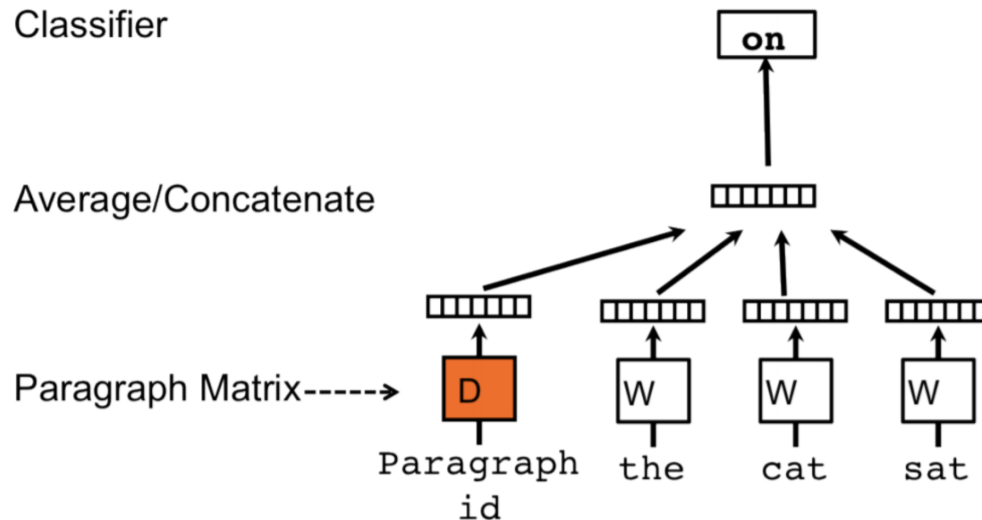 Classifier
on
Average/Concatenate
Paragraph Matrix
D
W
W
W
Paragraph
id
the
cat
sat